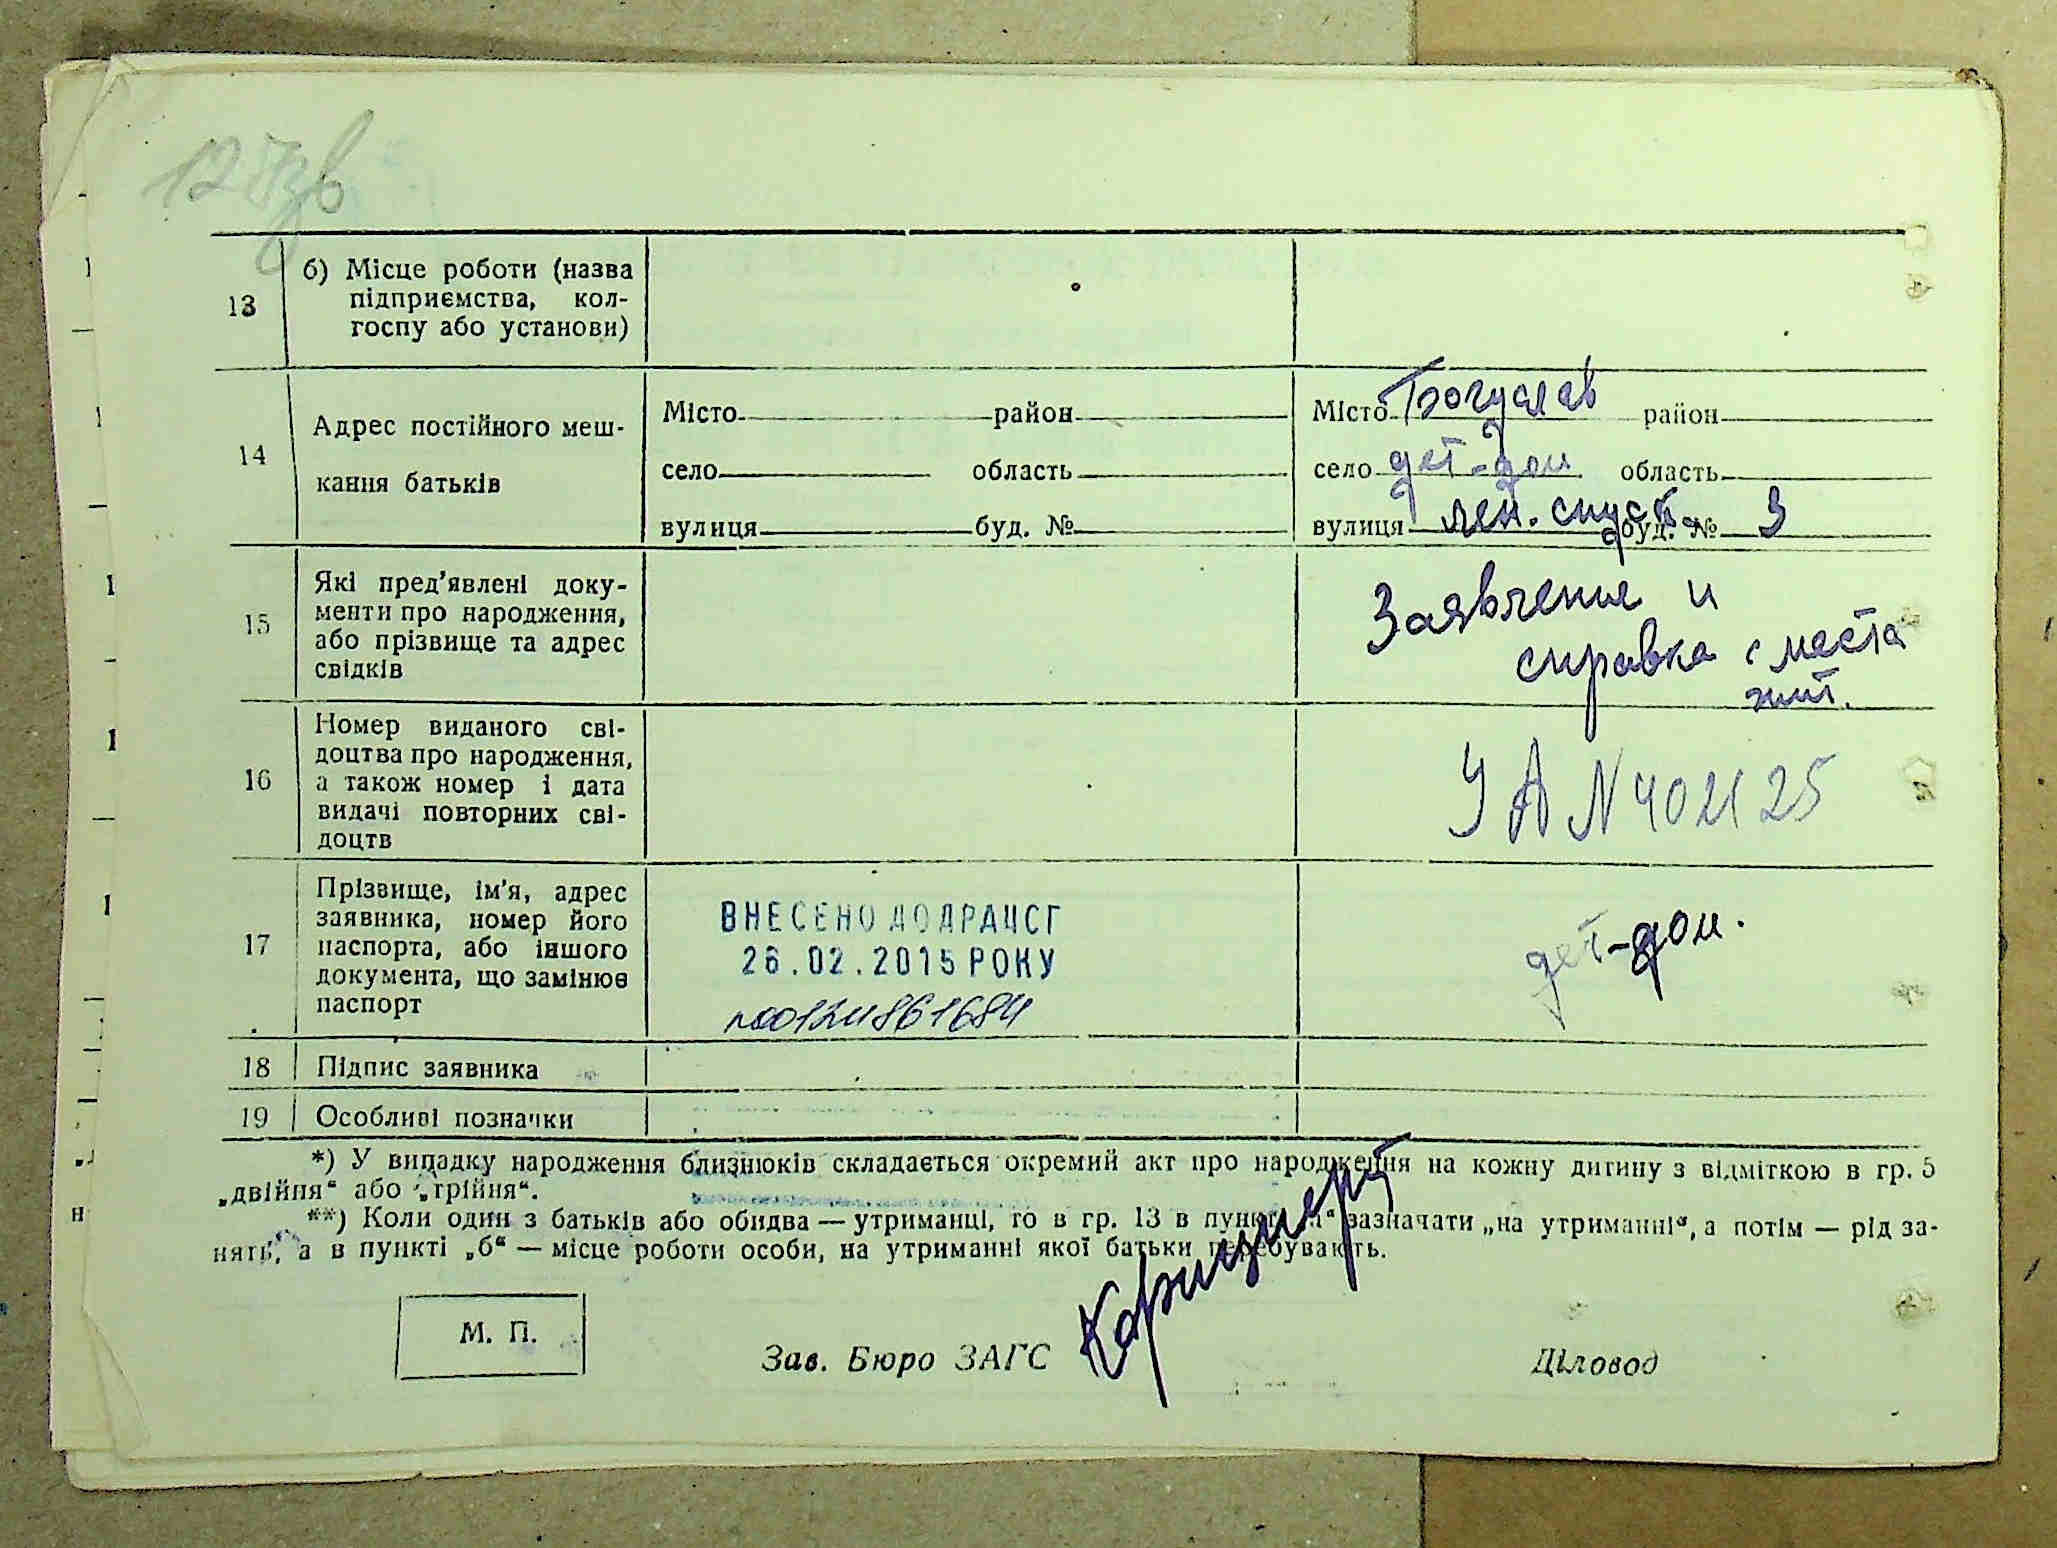 127зв
13
б) Місце роботи (назва
підприємства, кол-
госпу або установи)
14
Адрес постійного меш-
кання батьків
Місто район
село область
вулиця буд. №
Місто Богуслав район
село дет-дом область
вулиця лен. спуск буд. № 3
15
Які пред’явлені доку-
менти про народження,
або прізвище та адрес
свідків
Заявление и
справка с места
жит.
16
Номер виданого сві-
доцтва про народження,
а також номер і дата
видачі повторних сві-
доцтв
УА N 402125
17
Прізвище, ім’я, адрес
заявника, номер його
паспорта, або іншого
документа, що замінює
паспорт
ВНЕСЕНО ДО ДРАЦСГ
26.02.2015 РОКУ
дет-дом.
18
Підпис заявника
19
Особливі позначки
*) У випадку народження близнюків складається окремий акт про народження на кожну дитину з відміткою в гр. 5
„двійня“ або „трійня“.
**) Коли один з батьків або обидва — утриманці, то в гр. 13 в пункті „а“ зазначати „на утриманні“, а потім — рід за-
нять, а в пункті „б“ — місце роботи особи, на утриманні якої батьки перебувають.
М. П.
Зав. Бюро ЗАГС
Діловод